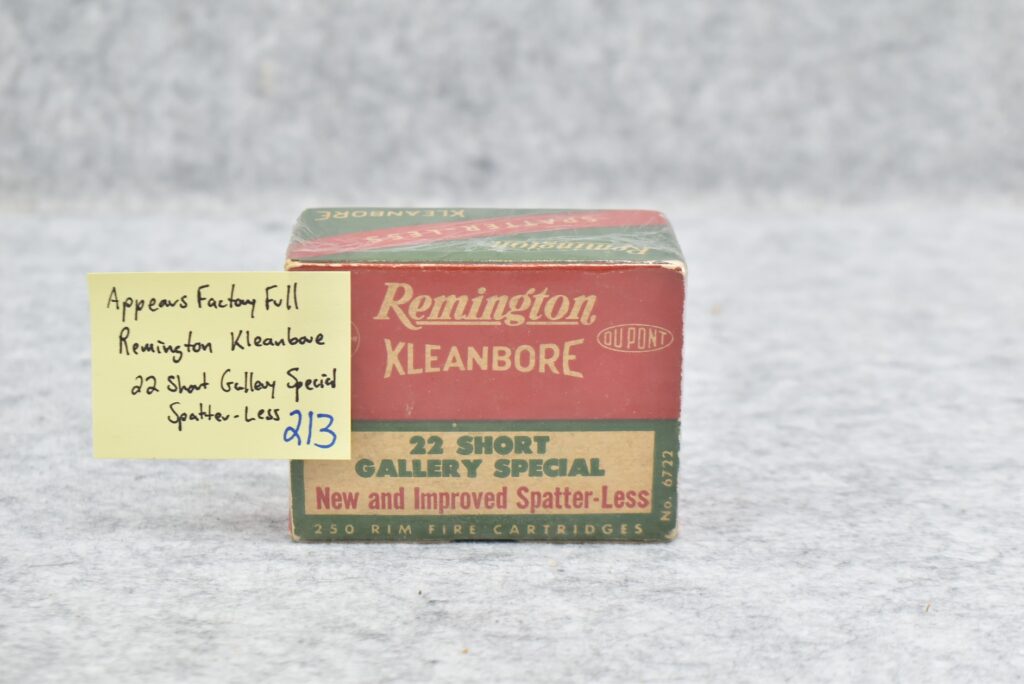 Appears Factory Full
Remington Kleanbore
22 Short Gallery Special
Spatter-Less 213
KLEANBORE
SPATTER-LESS
Remington
Remington
KLEANBORE
DU PONT
22 SHORT
GALLERY SPECIAL
New and Improved Spatter-Less
250 RIM FIRE CARTRIDGES
No. 6722